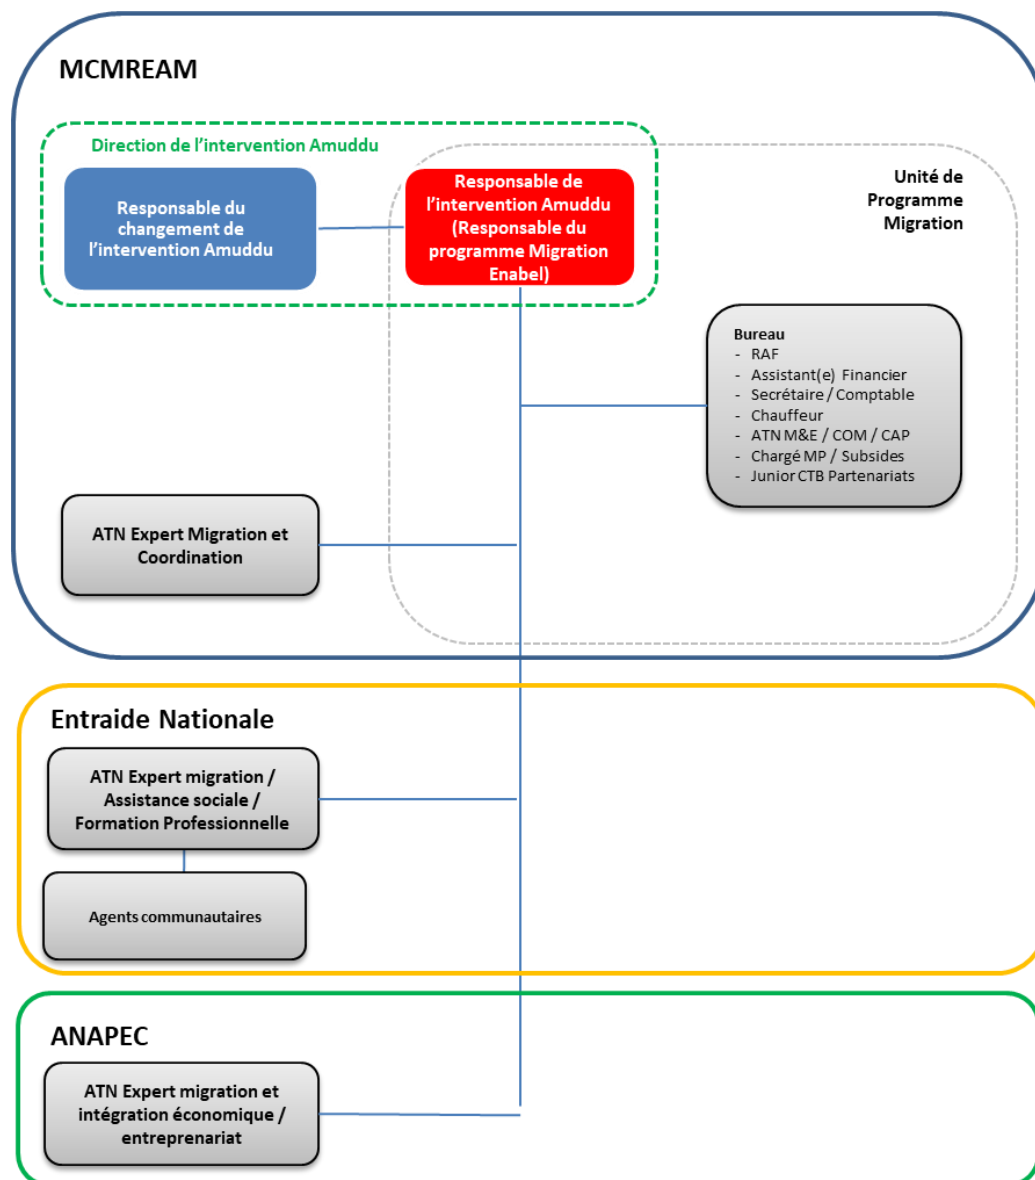 MCMREAM
Direction de l'intervention Amuddu
Responsable du
changement de
l'intervention Amuddu
Responsable de
l'intervention Amuddu
(Responsable du
programme Migration
Enabel)
Unité de
Programme
Migration
Bureau
- RAF
- Assistant(e) Financier
- Secrétaire / Comptable
- Chauffeur
- ATN M&E / COM / CAP
- Chargé MP / Subsides
- Junior CTB Partenariats
ATN Expert Migration et
Coordination
Entraide Nationale
ATN Expert migration /
Assistance sociale /
Formation Professionnelle
Agents communautaires
ANAPEC
ATN Expert migration et
intégration économique /
entreprenariat